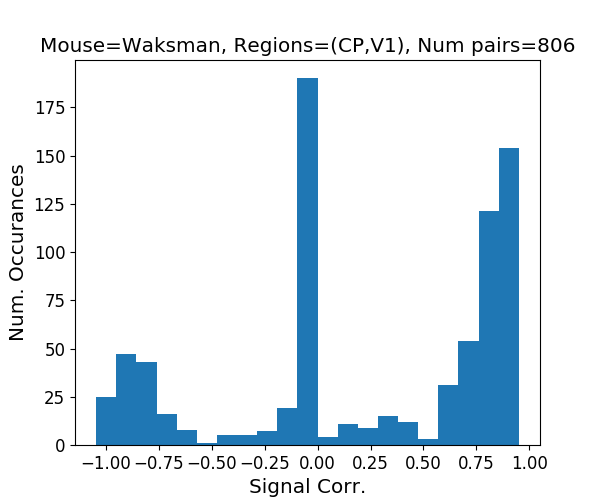 Mouse=Waksman, Regions=(CP,V1), Num pairs=806
175
150
125
100
75
50
25
0
Num. Occurances
−1.00 −0.75 −0.50 −0.25 0.00 0.25 0.50 0.75 1.00
Signal Corr.